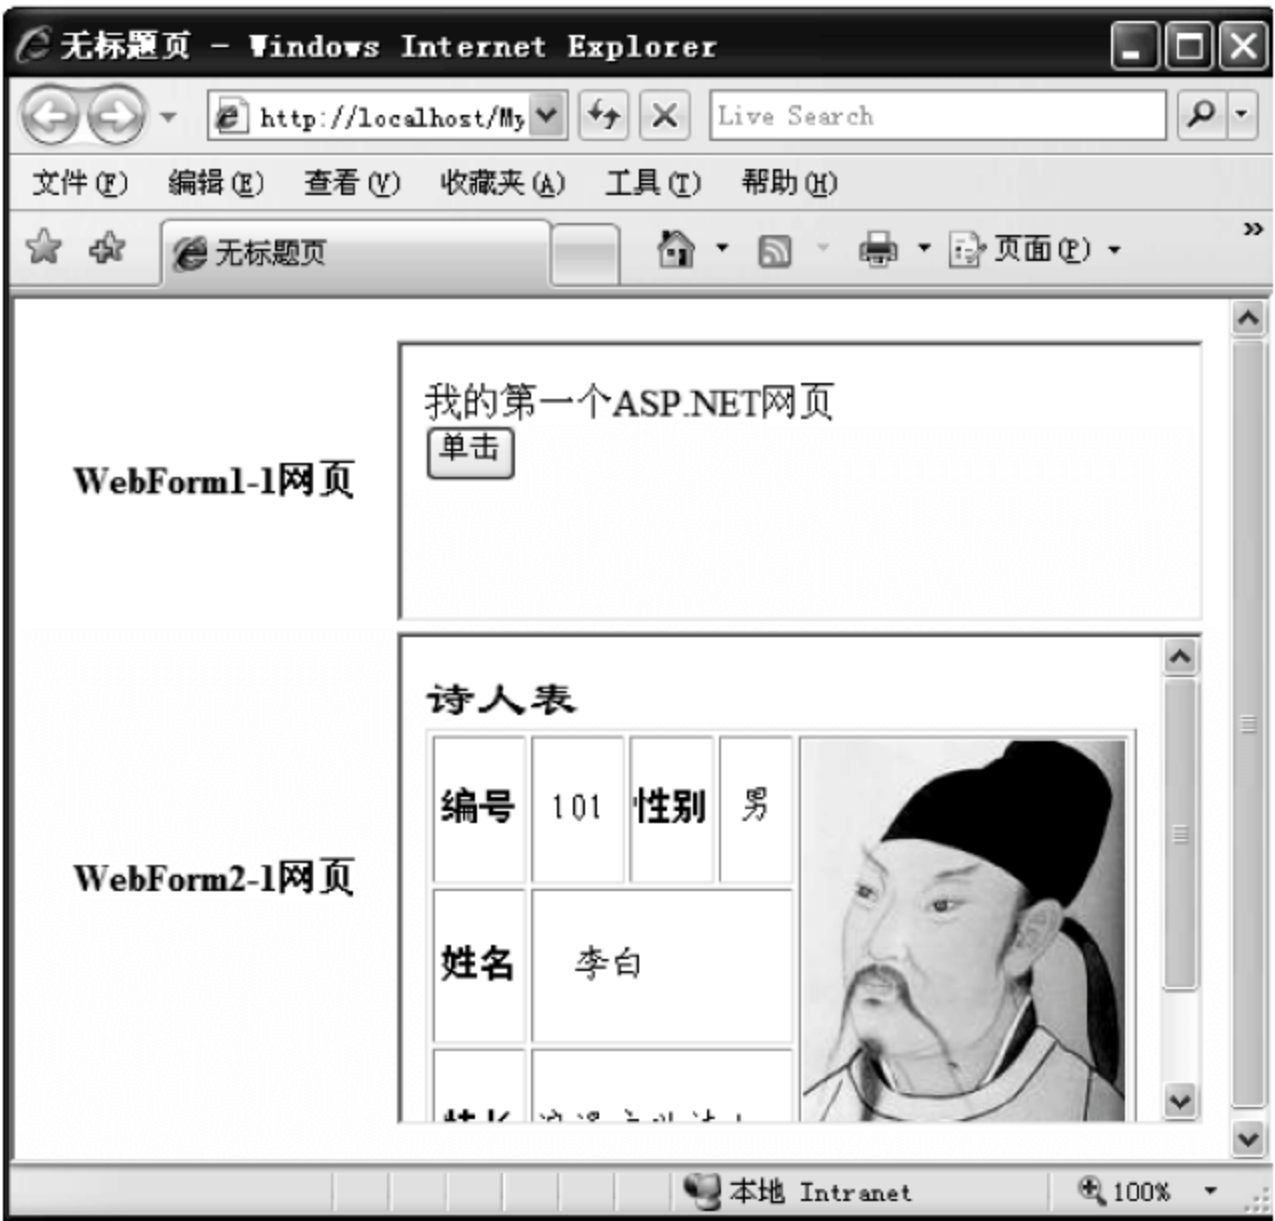 无标题页 - Windows Internet Explorer
http://localhost/My
Live Search
文件(F) 编辑(E) 查看(V) 收藏夹(A) 工具(T) 帮助(H)
无标题页 页面(P)
WebForm1-1网页
我的第一个ASP.NET网页
单击
WebForm2-1网页
诗人表
编号 101 性别 男
姓名 李白
本地 Intranet 100%